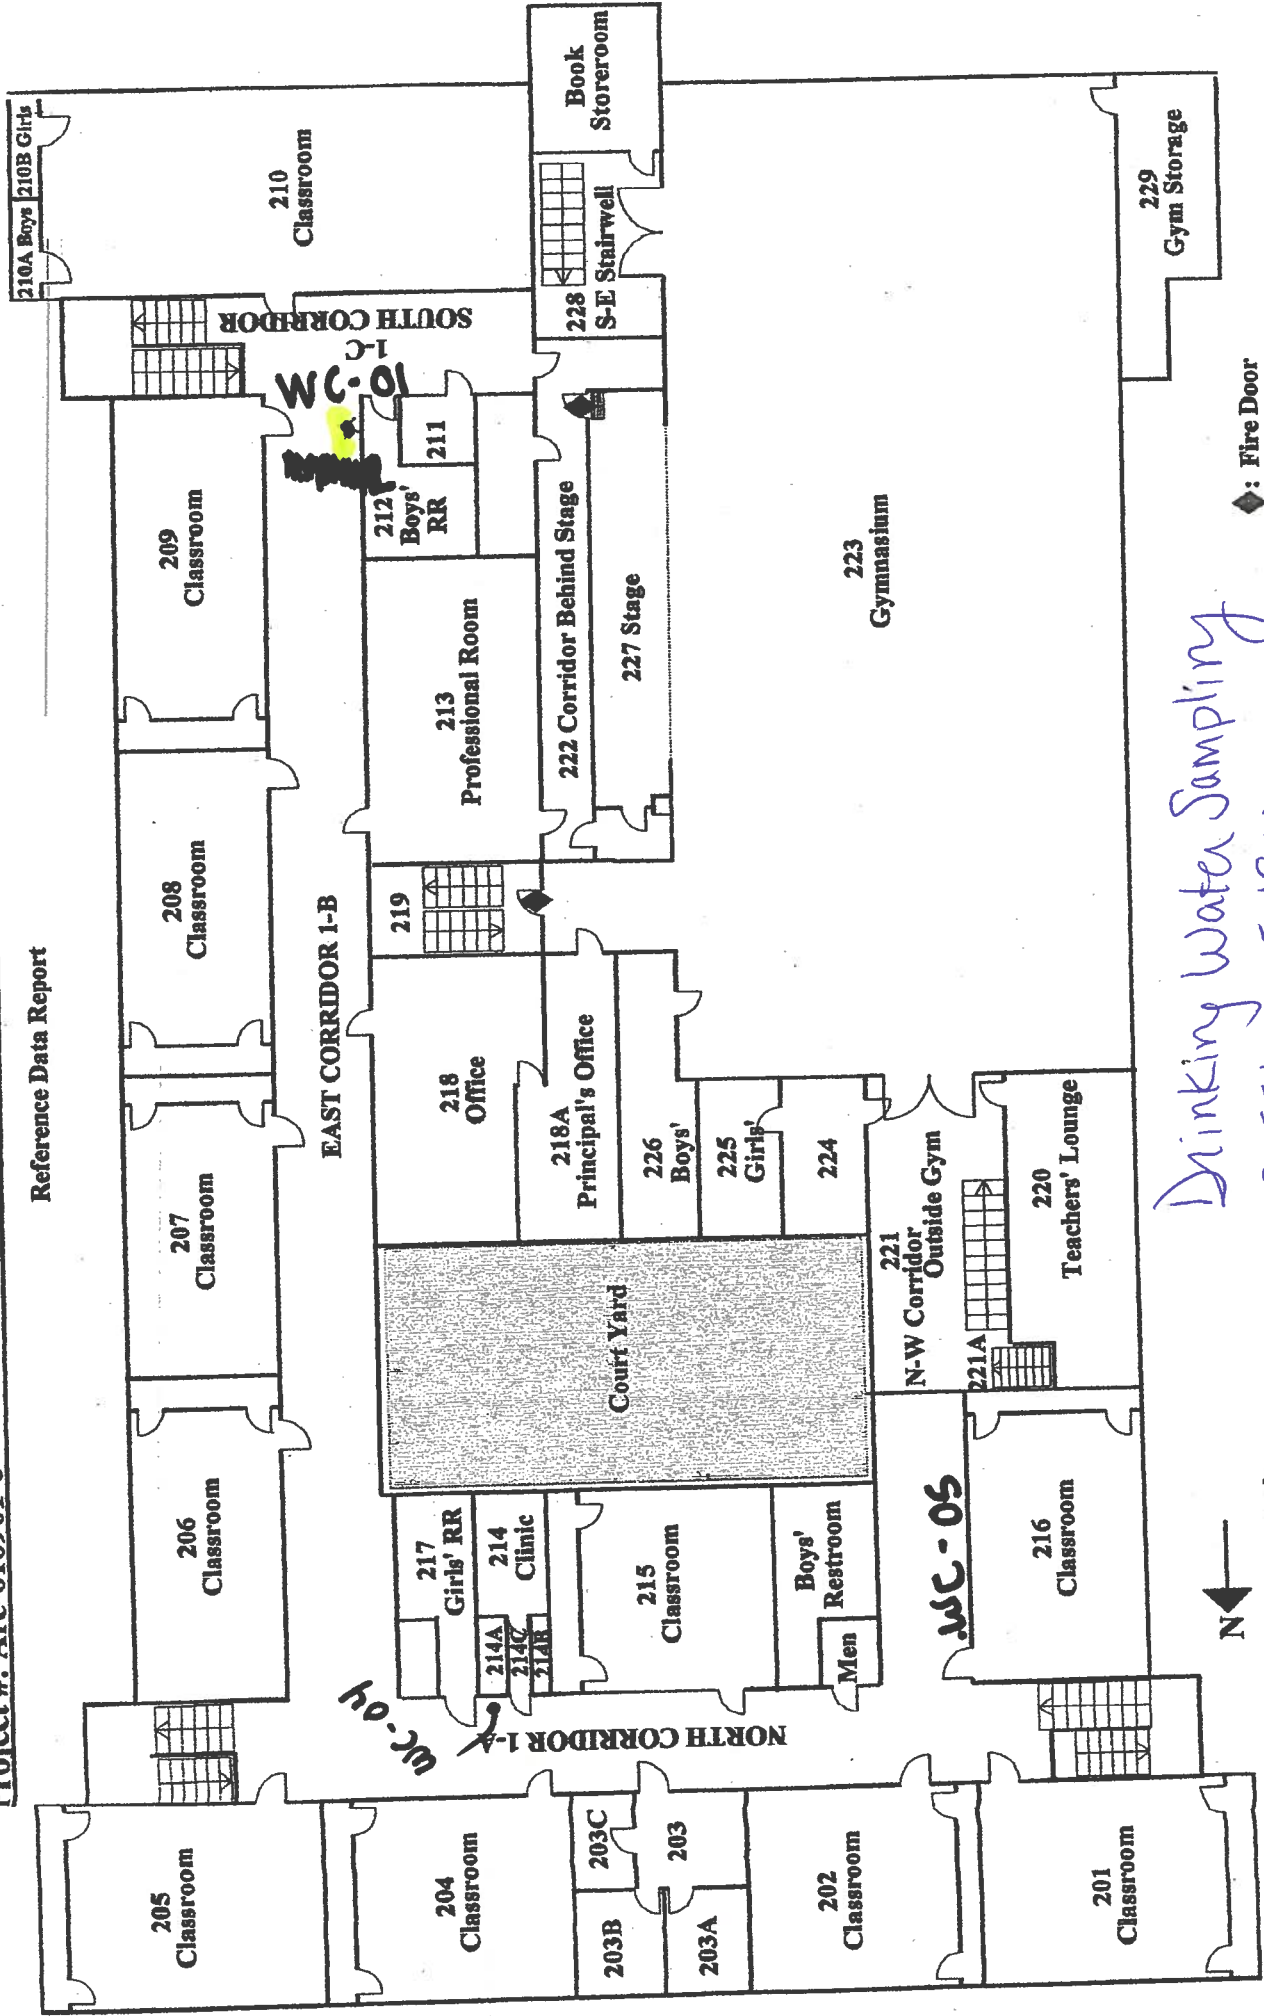 Reference Data Report
210A Boys
210B Girls
210
Classroom
Book
Storeroom
228
S-E Stairwell
SOUTH CORRIDOR
1-C
WC-01
209
Classroom
211
212
Boys'
RR
213
Professional Room
222 Corridor Behind Stage
227 Stage
223
Gymnasium
229
Gym Storage
: Fire Door
208
Classroom
EAST CORRIDOR 1-B
219
207
Classroom
218
Office
218A
Principal's Office
226
Boys'
225
Girls'
224
221
N-W Corridor
Outside Gym
220
Teachers' Lounge
221A
Court Yard
206
Classroom
217
Girls' RR
214
Clinic
214A
214C
214B
215
Classroom
Boys'
Restroom
Men
WC-05
216
Classroom
WC-04
NORTH CORRIDOR 1-A
205
Classroom
204
Classroom
203C
203
203B
203A
202
Classroom
201
Classroom
N
Drinking Water Sampling